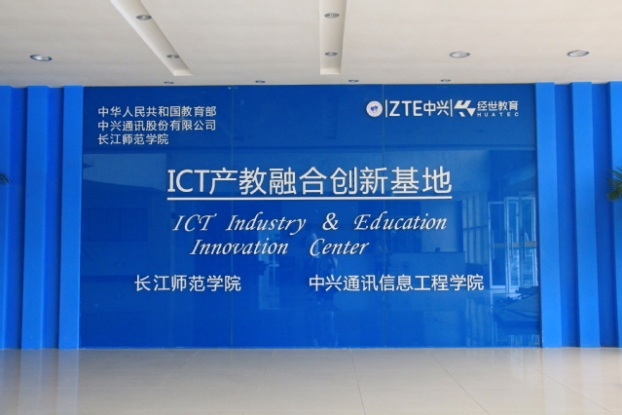 中华人民共和国教育部
中兴通讯股份有限公司
长江师范学院
ZTE中兴 经世教育
HUATEC
ICT产教融合创新基地
ICT Industry & Education
Innovation Center
长江师范学院 中兴通讯信息工程学院